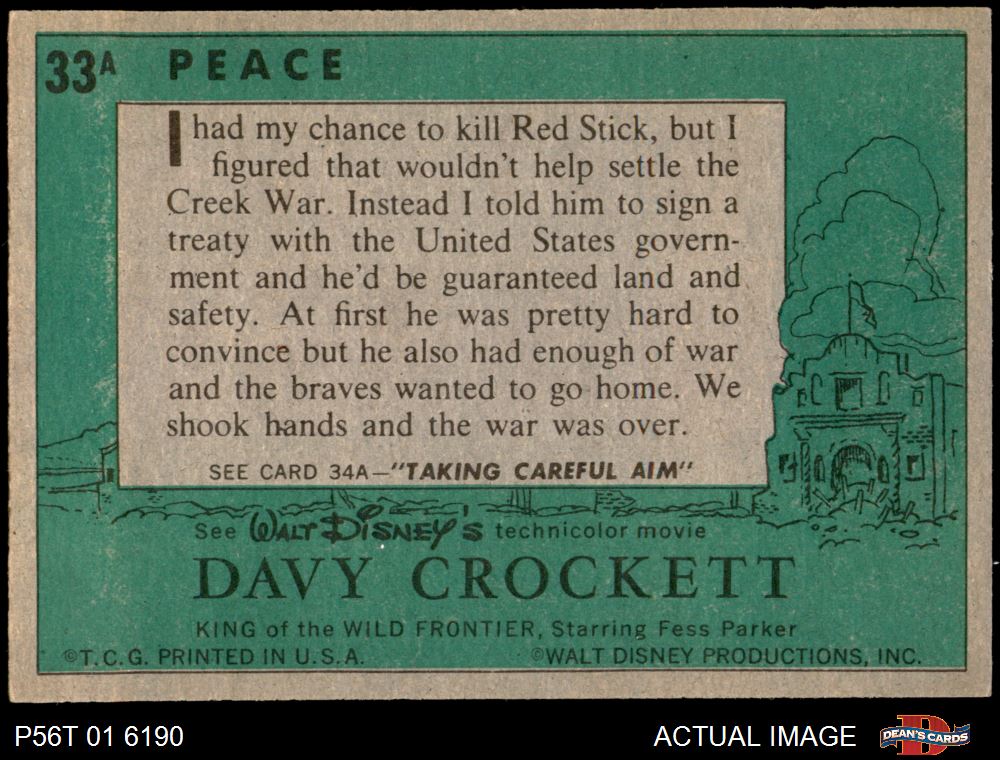 33A PEACE
I had my chance to kill Red Stick, but I
figured that wouldn't help settle the
Creek War. Instead I told him to sign a
treaty with the United States govern-
ment and he'd be guaranteed land and
safety. At first he was pretty hard to
convince but he also had enough of war
and the braves wanted to go home. We
shook hands and the war was over.
SEE CARD 34A—"TAKING CAREFUL AIM"
See WALT DISNEY'S technicolor movie
DAVY CROCKETT
KING of the WILD FRONTIER, Starring Fess Parker
©T.C.G. PRINTED IN U.S.A. ©WALT DISNEY PRODUCTIONS, INC.
P56T 01 6190 ACTUAL IMAGE DEAN'S CARDS